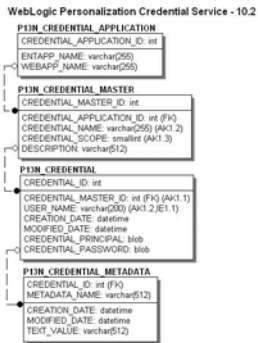 WebLogic Personalization Credential Service - 10.2
P13N_CREDENTIAL_APPLICATION
CREDENTIAL_APPLICATION_ID: int
ENTAPP_NAME: varchar(255)
WEBAPP_NAME: varchar(255)
P13N_CREDENTIAL_MASTER
CREDENTIAL_MASTER_ID: int
CREDENTIAL_APPLICATION_ID: int (FK)
CREDENTIAL_NAME: varchar(255) (AK1.2)
CREDENTIAL_SCOPE: smallint (AK1.3)
DESCRIPTION: varchar(512)
P13N_CREDENTIAL
CREDENTIAL_ID: int
CREDENTIAL_MASTER_ID: int (FK) (AK1.1)
USER_NAME: varchar(200) (AK1.2,IE1.1)
CREATION_DATE: datetime
MODIFIED_DATE: datetime
CREDENTIAL_PRINCIPAL: blob
CREDENTIAL_PASSWORD: blob
P13N_CREDENTIAL_METADATA
CREDENTIAL_ID: int (FK)
METADATA_NAME: varchar(512)
CREATION_DATE: datetime
MODIFIED_DATE: datetime
TEXT_VALUE: varchar(512)